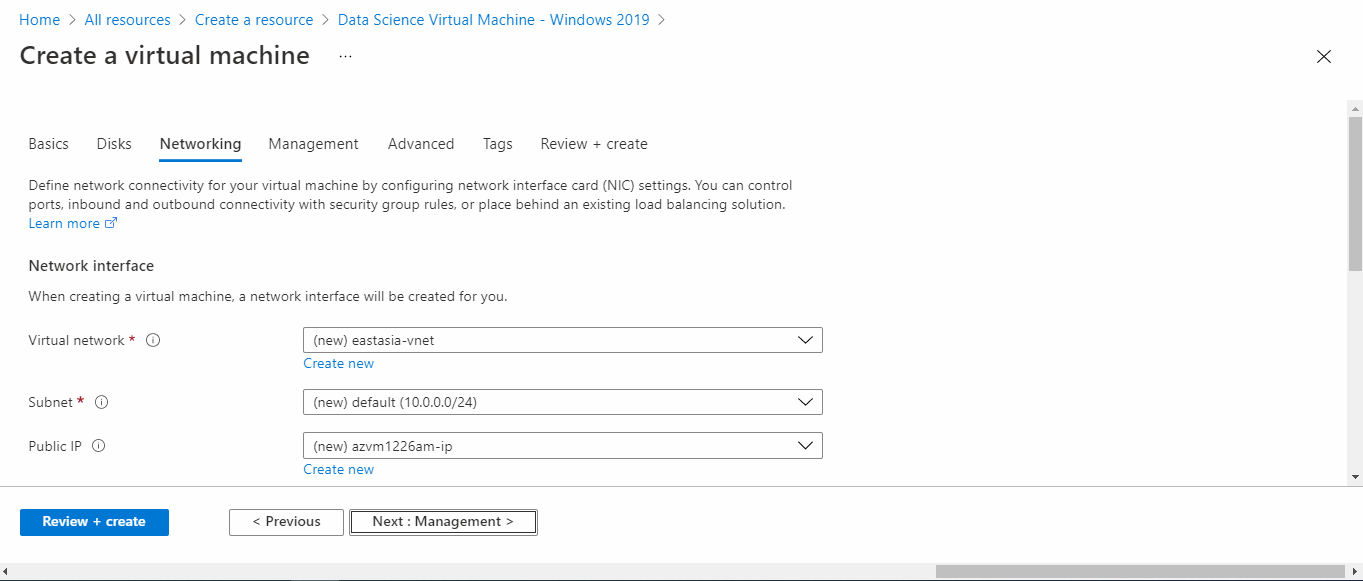 Home > All resources > Create a resource > Data Science Virtual Machine - Windows 2019 >
Create a virtual machine ...
Basics Disks Networking Management Advanced Tags Review + create
Define network connectivity for your virtual machine by configuring network interface card (NIC) settings. You can control
ports, inbound and outbound connectivity with security group rules, or place behind an existing load balancing solution.
Learn more
Network interface
When creating a virtual machine, a network interface will be created for you.
Virtual network * (new) eastasia-vnet
Create new
Subnet * (new) default (10.0.0.0/24)
Public IP (new) azvm1226am-ip
Create new
Review + create < Previous Next : Management >